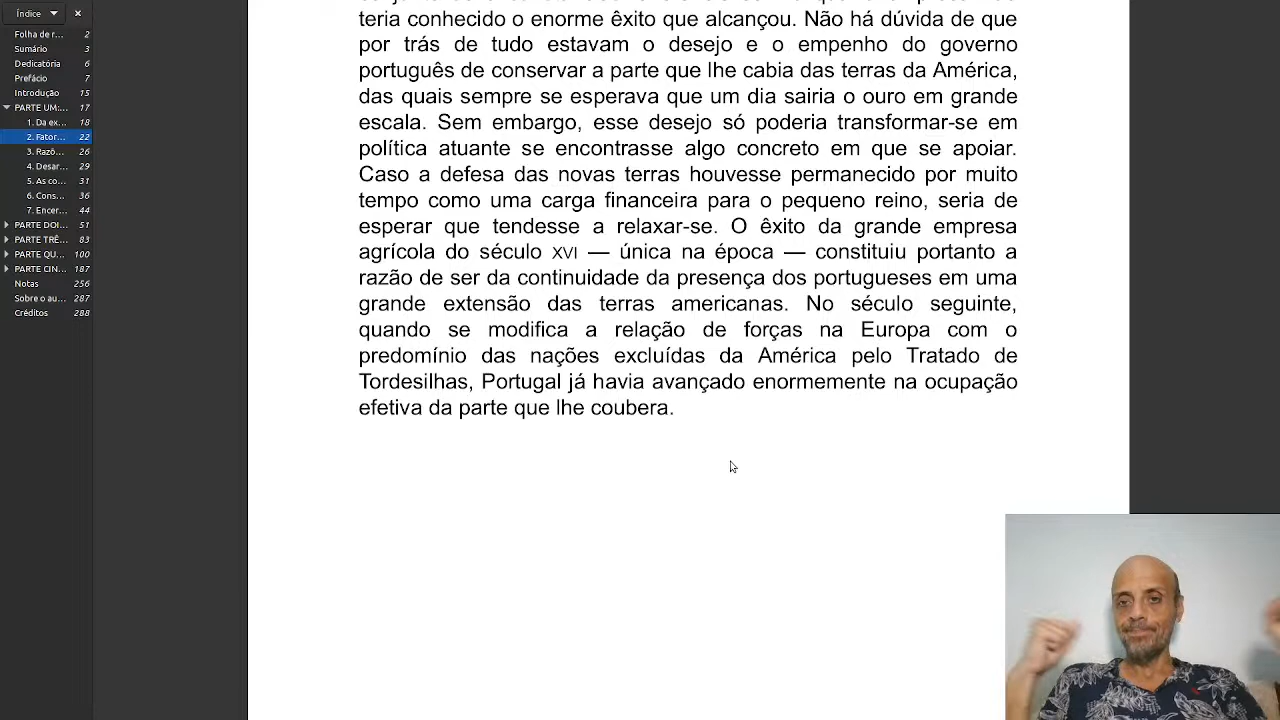 Índice
Folha de r... 2
Sumário 3
Dedicatória 6
Prefácio 7
Introdução 15
PARTE UM:... 17
1. Da ex... 18
2. Fator... 22
3. Razõ... 26
4. Desar... 29
5. As co... 31
6. Cons... 36
7. Encer... 44
PARTE DOI... 51
PARTE TRÊ... 83
PARTE QU... 100
PARTE CIN... 187
Notas 256
Sobre o au... 287
Créditos 288
teria conhecido o enorme êxito que alcançou. Não há dúvida de que
por trás de tudo estavam o desejo e o empenho do governo
português de conservar a parte que lhe cabia das terras da América,
das quais sempre se esperava que um dia sairia o ouro em grande
escala. Sem embargo, esse desejo só poderia transformar-se em
política atuante se encontrasse algo concreto em que se apoiar.
Caso a defesa das novas terras houvesse permanecido por muito
tempo como uma carga financeira para o pequeno reino, seria de
esperar que tendesse a relaxar-se. O êxito da grande empresa
agrícola do século XVI — única na época — constituiu portanto a
razão de ser da continuidade da presença dos portugueses em uma
grande extensão das terras americanas. No século seguinte,
quando se modifica a relação de forças na Europa com o
predomínio das nações excluídas da América pelo Tratado de
Tordesilhas, Portugal já havia avançado enormemente na ocupação
efetiva da parte que lhe coubera.